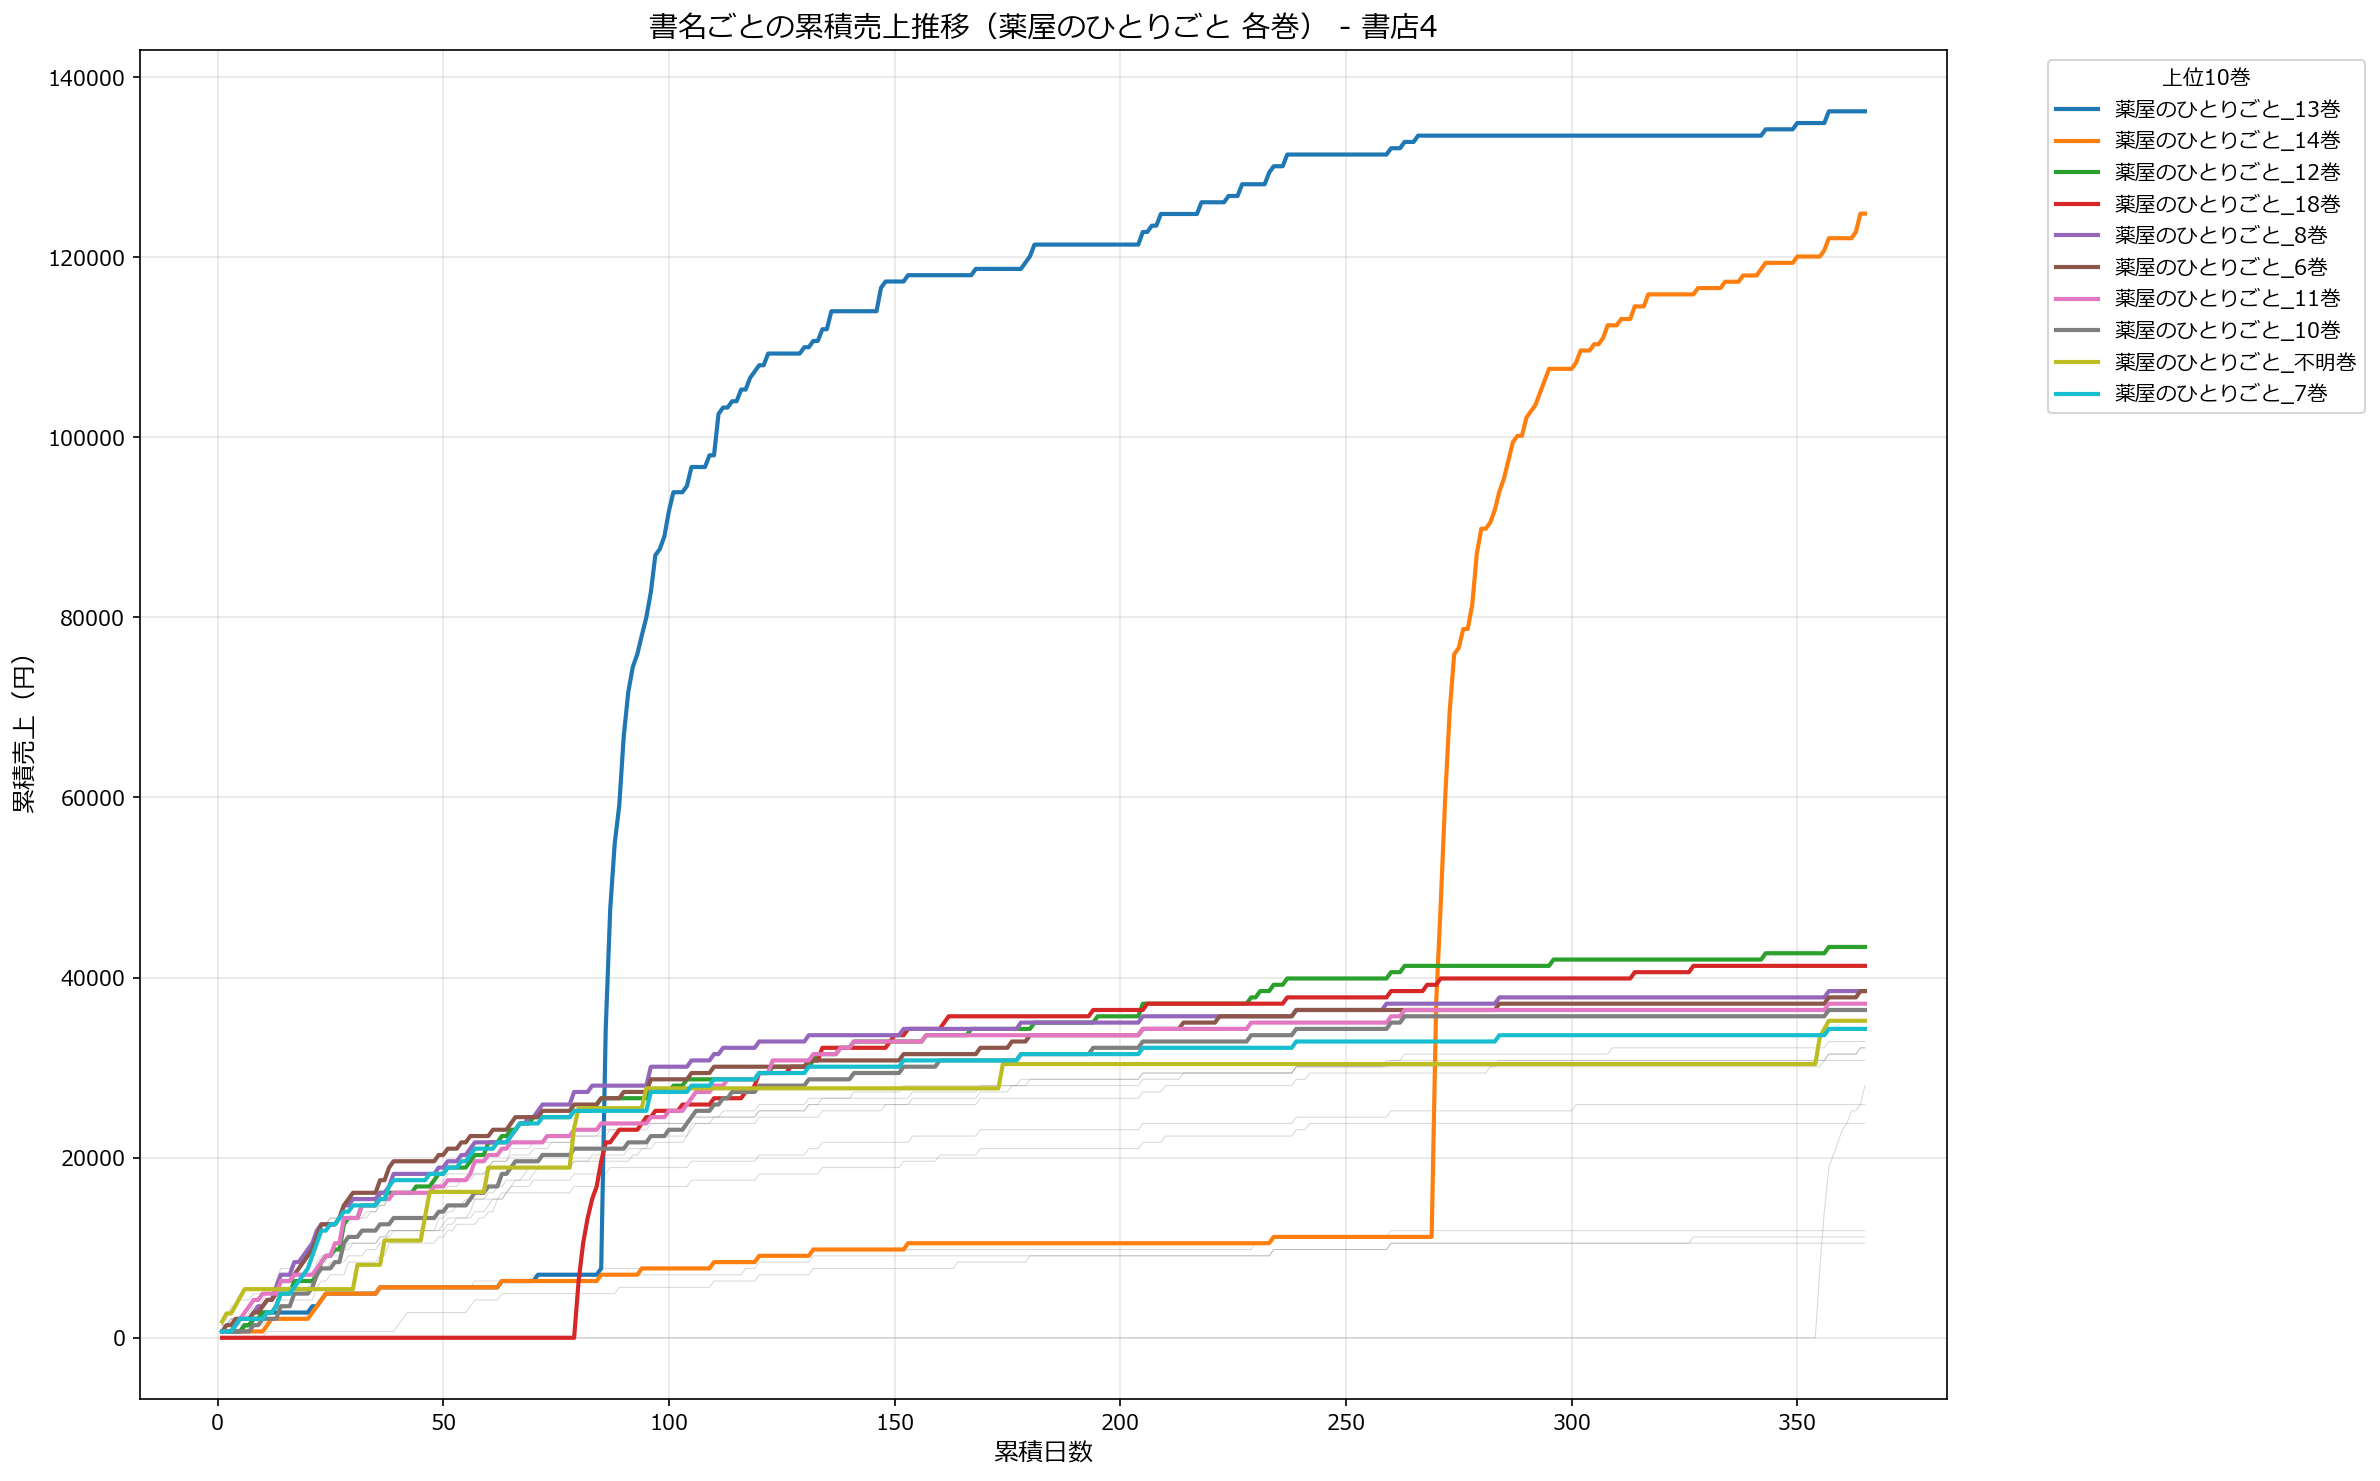 書名ごとの累積売上推移（薬屋のひとりごと 各巻） - 書店4
累積売上（円）
140000
120000
100000
80000
60000
40000
20000
0
0
50
100
150
200
250
300
350
累積日数
上位10巻
薬屋のひとりごと_13巻
薬屋のひとりごと_14巻
薬屋のひとりごと_12巻
薬屋のひとりごと_18巻
薬屋のひとりごと_8巻
薬屋のひとりごと_6巻
薬屋のひとりごと_11巻
薬屋のひとりごと_10巻
薬屋のひとりごと_不明巻
薬屋のひとりごと_7巻